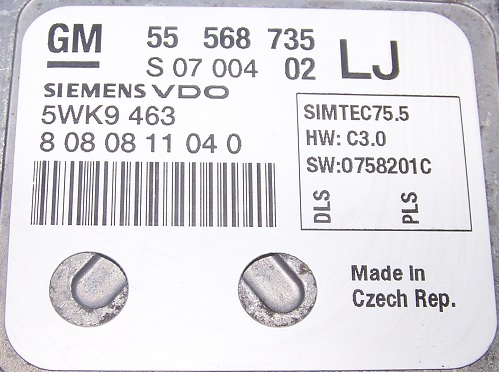 GM 55 568 735 LJ
S 07 004 02
SIEMENS VDO
5WK9 463
8 08 08 11 04 0
SIMTEC75.5
HW: C3.0
SW:0758201C
DLS PLS
Made in
Czech Rep.